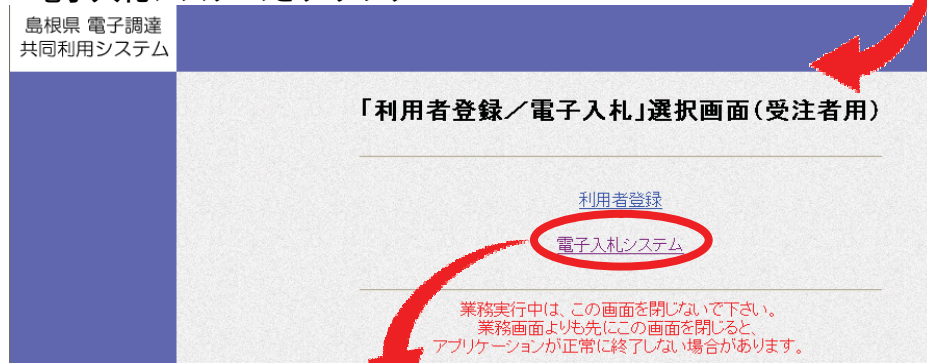 島根県 電子調達
共同利用システム
「利用者登録／電子入札」選択画面(受注者用)
利用者登録
電子入札システム
業務実行中は、この画面を閉じないで下さい。
業務画面よりも先にこの画面を閉じると、
アプリケーションが正常に終了しない場合があります。